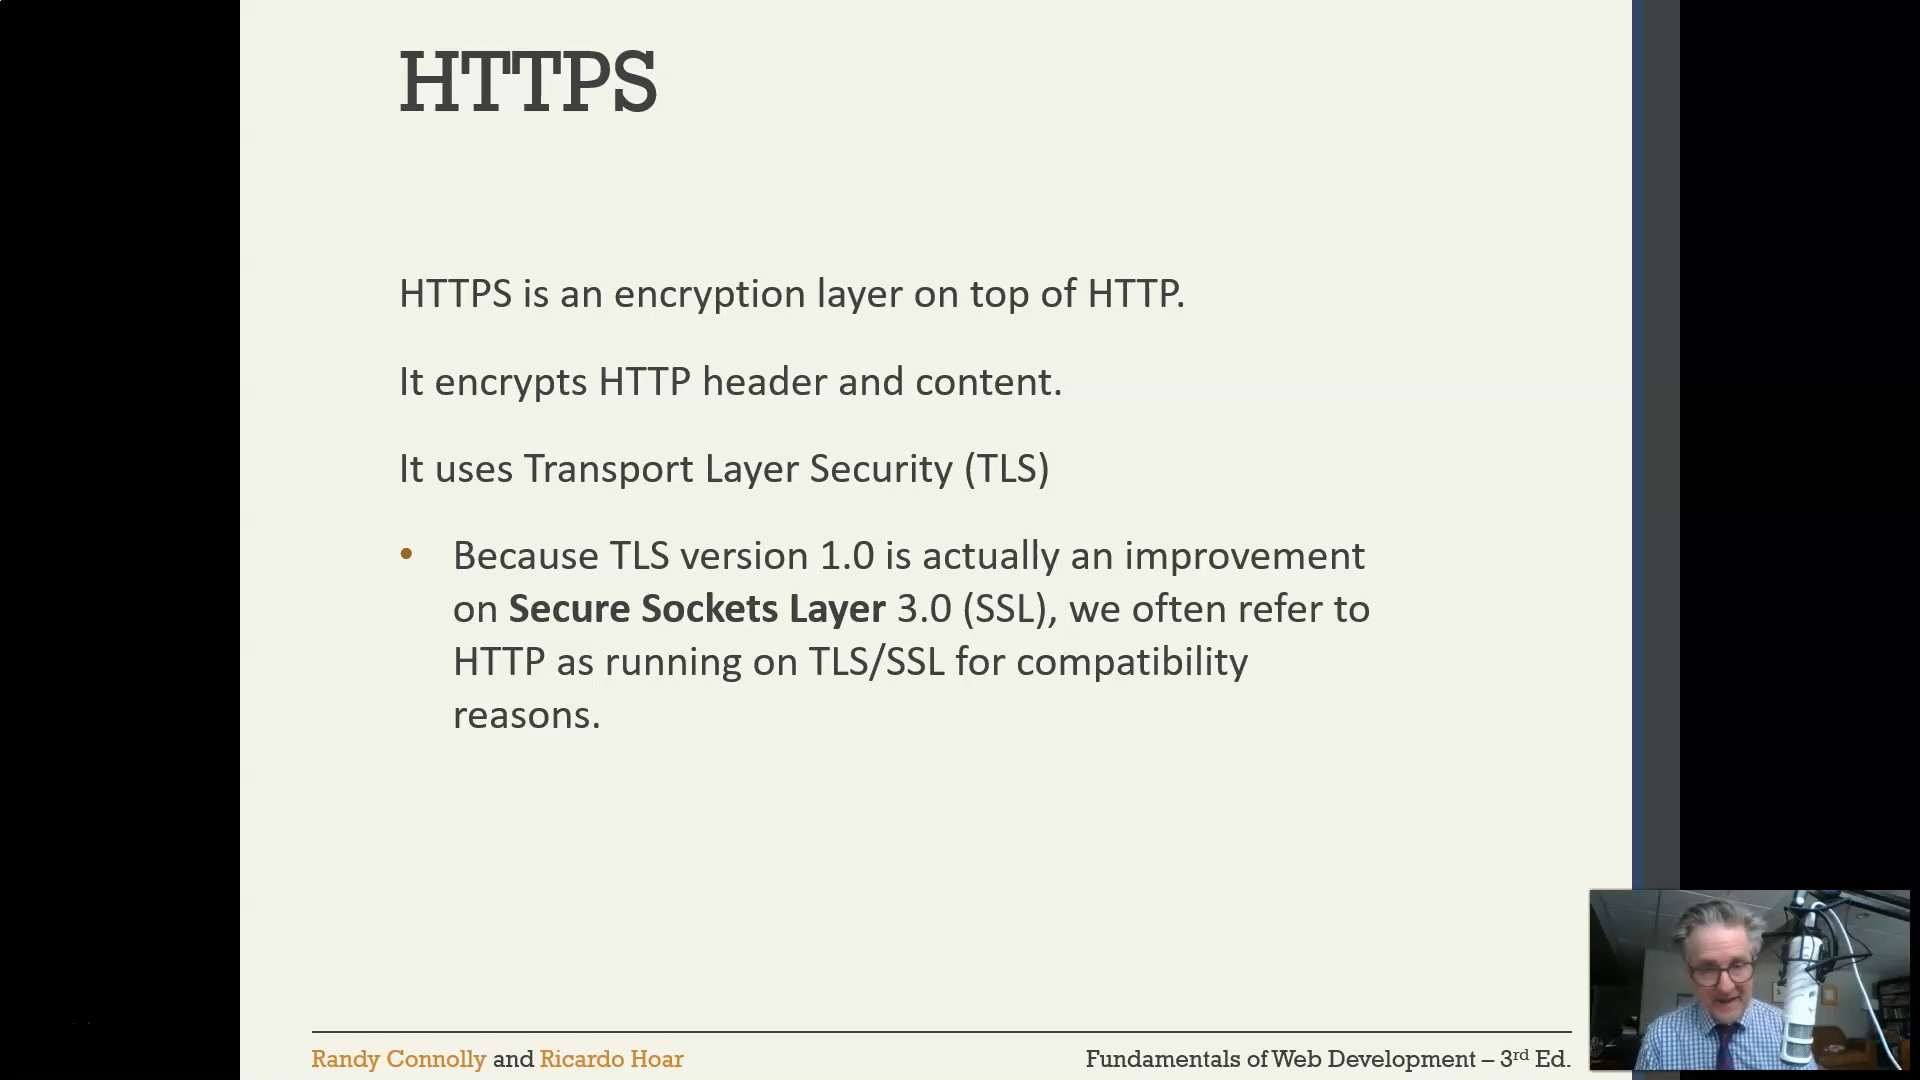 HTTPS
HTTPS is an encryption layer on top of HTTP.
It encrypts HTTP header and content.
It uses Transport Layer Security (TLS)
• Because TLS version 1.0 is actually an improvement
on Secure Sockets Layer 3.0 (SSL), we often refer to
HTTP as running on TLS/SSL for compatibility
reasons.
Randy Connolly and Ricardo Hoar
Fundamentals of Web Development – 3rd Ed.